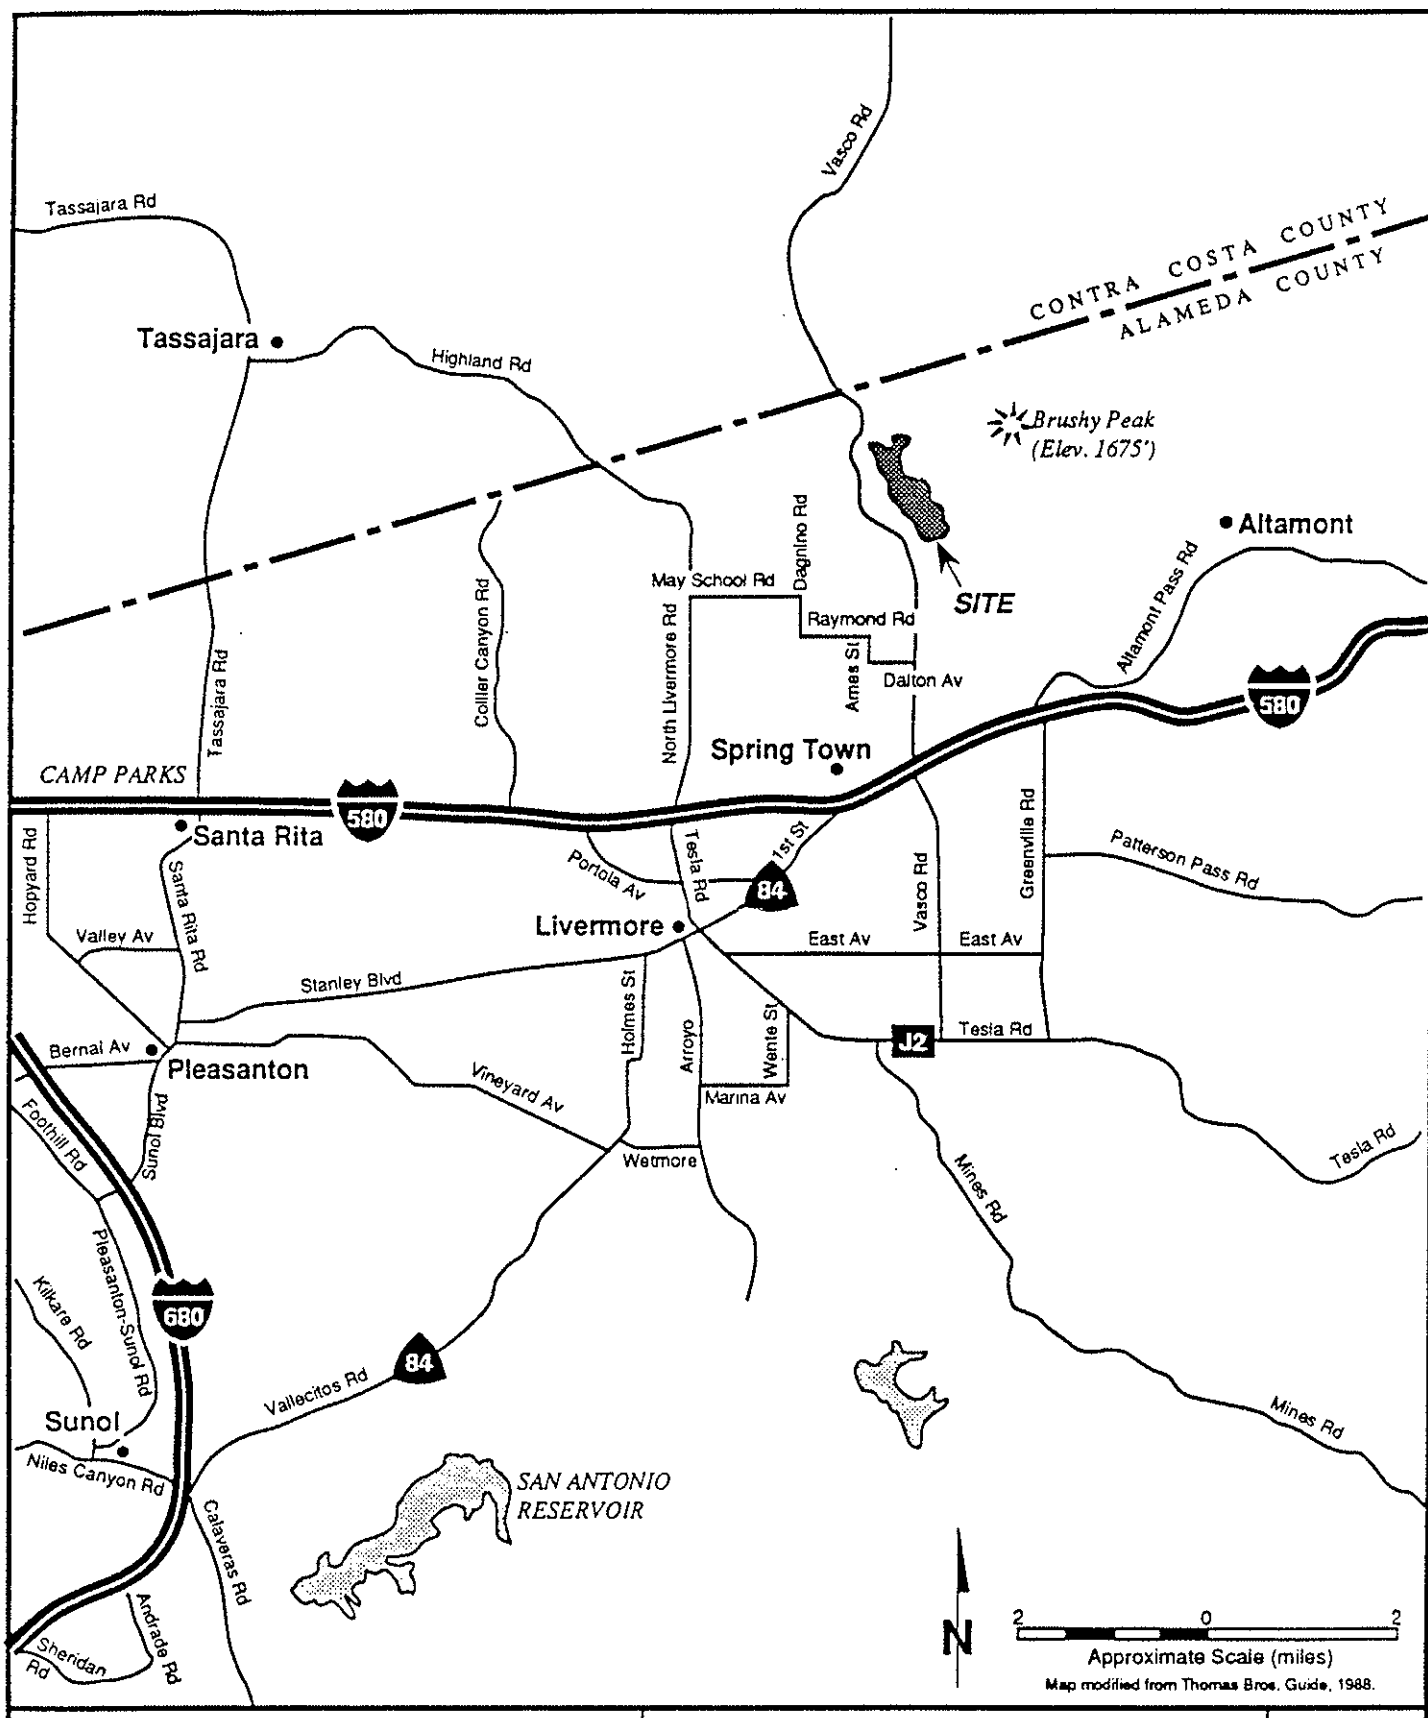 Vasco Rd
Tassajara Rd
CONTRA COSTA COUNTY
ALAMEDA COUNTY
Tassajara
Highland Rd
Brushy Peak
(Elev. 1675')
Altamont
Dagnino Rd
May School Rd
SITE
Altamont Pass Rd
Raymond Rd
Collier Canyon Rd
North Livermore Rd
Ames St
Dalton Av
Tassajara Rd
580
Spring Town
CAMP PARKS
580
Santa Rita
Hopyard Rd
Santa Rita Rd
Portola Av
Tesla Rd
1st St
84
Vasco Rd
Greenville Rd
Patterson Pass Rd
Livermore
Valley Av
East Av
East Av
Stanley Blvd
Holmes St
Arroyo
Wente St
J2
Tesla Rd
Bernal Av
Pleasanton
Vineyard Av
Marina Av
Foothill Rd
Sunol Blvd
Wetmore
Tesla Rd
Mines Rd
Pleasanton-Sunol Rd
Kilkare Rd
680
84
Vallecitos Rd
Mines Rd
Sunol
Niles Canyon Rd
SAN ANTONIO
RESERVOIR
Calaveras Rd
Andrade Rd
Sheridan
Rd
N
2 0 2
Approximate Scale (miles)
Map modified from Thomas Bros. Guide, 1988.